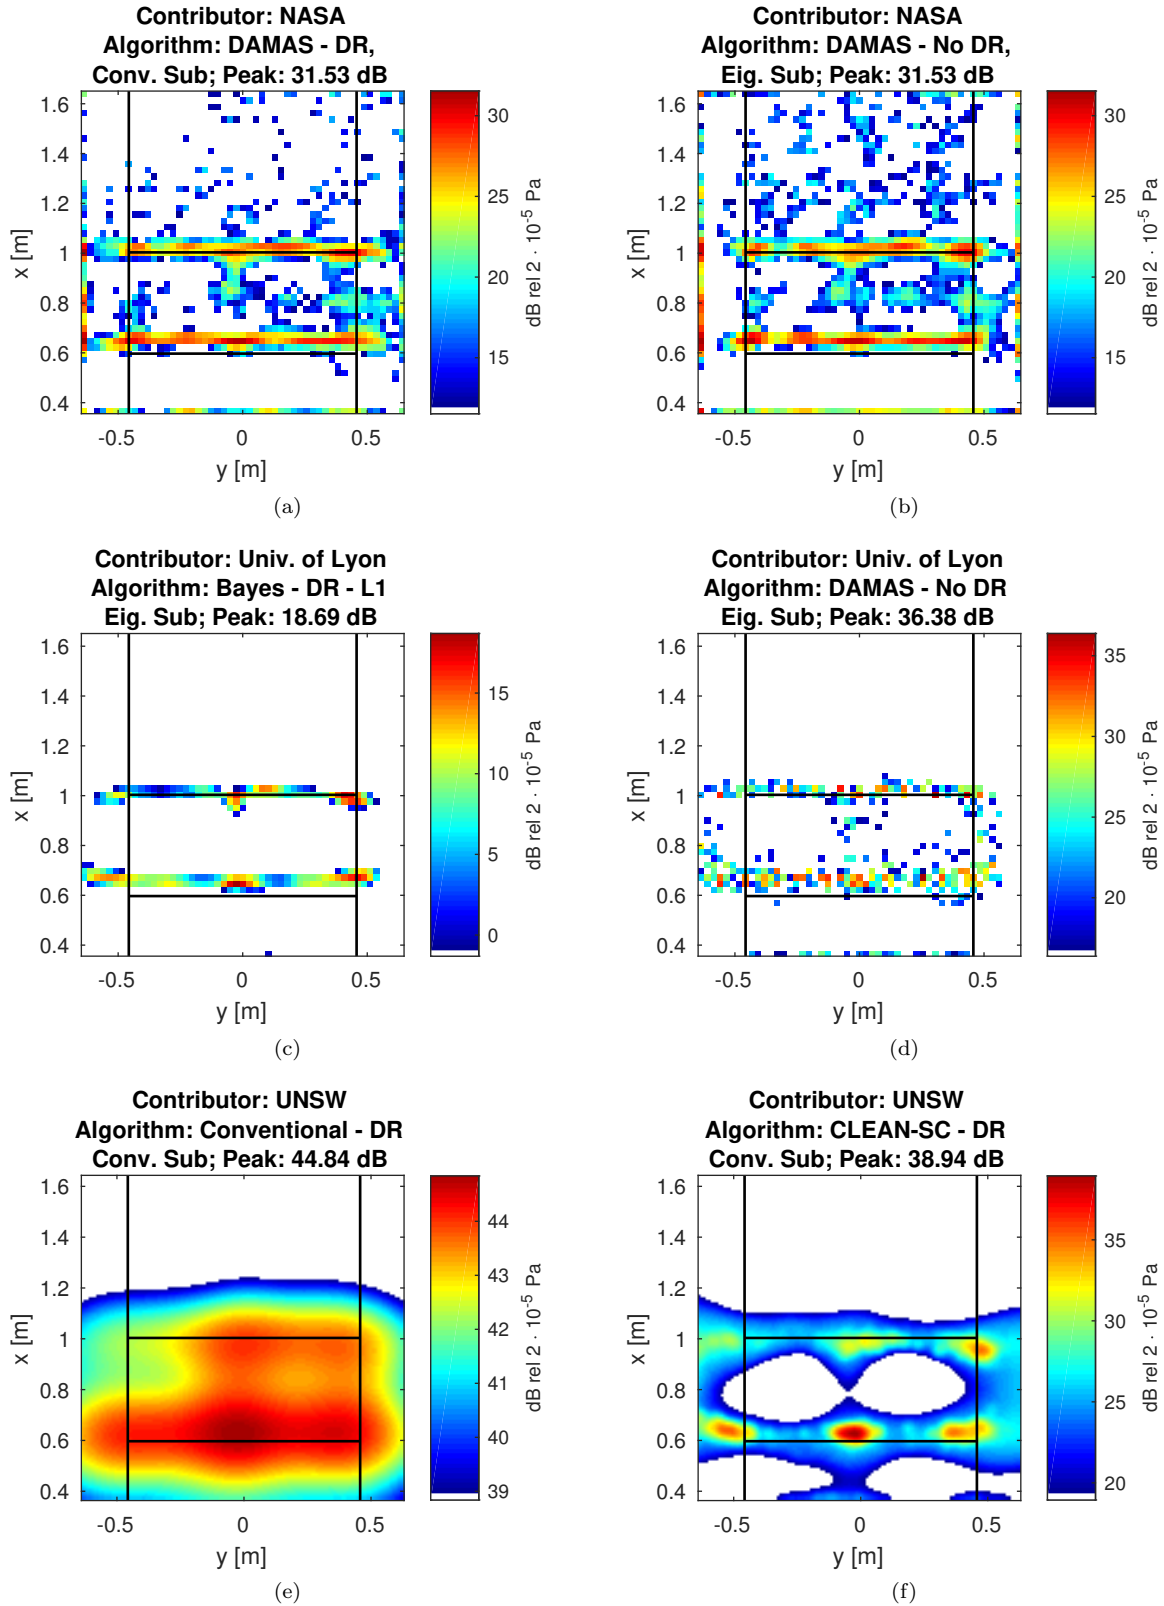 Contributor: NASA
Algorithm: DAMAS - DR,
Conv. Sub; Peak: 31.53 dB
1.6
1.4
1.2
1
0.8
0.6
0.4
x [m]
-0.5 0 0.5
y [m]
30
25
20
15
dB rel 2 · 10-5 Pa
(a)
Contributor: NASA
Algorithm: DAMAS - No DR,
Eig. Sub; Peak: 31.53 dB
1.6
1.4
1.2
1
0.8
0.6
0.4
x [m]
-0.5 0 0.5
y [m]
30
25
20
15
dB rel 2 · 10-5 Pa
(b)
Contributor: Univ. of Lyon
Algorithm: Bayes - DR - L1
Eig. Sub; Peak: 18.69 dB
1.6
1.4
1.2
1
0.8
0.6
0.4
x [m]
-0.5 0 0.5
y [m]
15
10
5
0
dB rel 2 · 10-5 Pa
(c)
Contributor: Univ. of Lyon
Algorithm: DAMAS - No DR
Eig. Sub; Peak: 36.38 dB
1.6
1.4
1.2
1
0.8
0.6
0.4
x [m]
-0.5 0 0.5
y [m]
35
30
25
20
dB rel 2 · 10-5 Pa
(d)
Contributor: UNSW
Algorithm: Conventional - DR
Conv. Sub; Peak: 44.84 dB
1.6
1.4
1.2
1
0.8
0.6
0.4
x [m]
-0.5 0 0.5
y [m]
44
43
42
41
40
39
dB rel 2 · 10-5 Pa
(e)
Contributor: UNSW
Algorithm: CLEAN-SC - DR
Conv. Sub; Peak: 38.94 dB
1.6
1.4
1.2
1
0.8
0.6
0.4
x [m]
-0.5 0 0.5
y [m]
35
30
25
20
dB rel 2 · 10-5 Pa
(f)